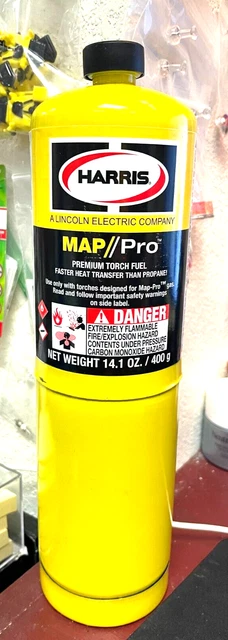 HARRIS
A LINCOLN ELECTRIC COMPANY
MAP//Pro™
PREMIUM TORCH FUEL
FASTER HEAT TRANSFER THAN PROPANE!
Use only with torches designed for Map-Pro™ gas.
Read and follow important safety warnings
on side label.
DANGER
EXTREMELY FLAMMABLE
FIRE/EXPLOSION HAZARD
CONTENTS UNDER PRESSURE
CARBON MONOXIDE HAZARD
NET WEIGHT 14.1 OZ. / 400 g